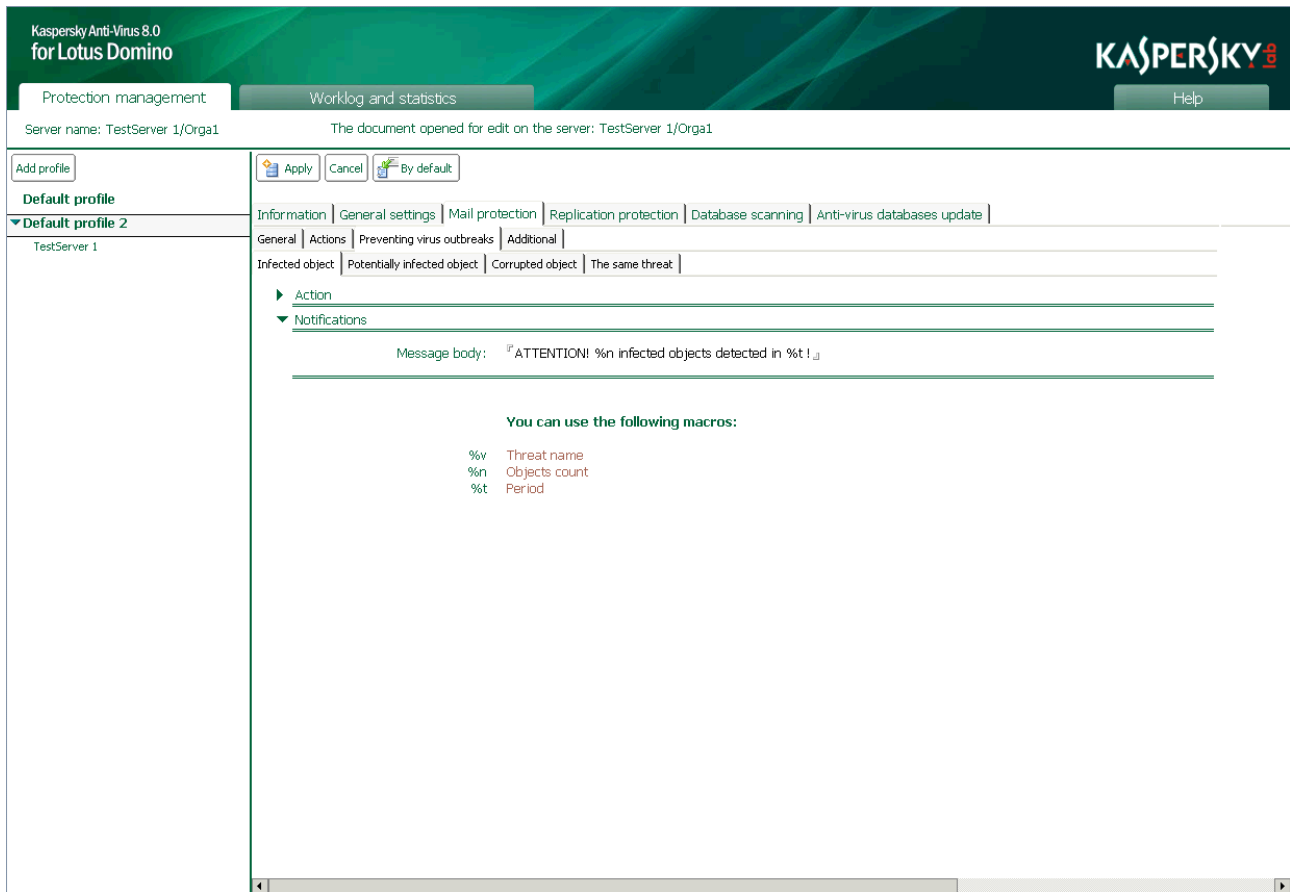 Kaspersky Anti-Virus 8.0
for Lotus Domino
KASPERSKY lab
Protection management
Worklog and statistics
Help
Server name: TestServer 1/Orga1
The document opened for edit on the server: TestServer 1/Orga1
Add profile
Default profile
Default profile 2
TestServer 1
Apply Cancel By default
Information General settings Mail protection Replication protection Database scanning Anti-virus databases update
General Actions Preventing virus outbreaks Additional
Infected object Potentially infected object Corrupted object The same threat
Action
Notifications
Message body: ATTENTION! %n infected objects detected in %t !
You can use the following macros:
%v Threat name
%n Objects count
%t Period